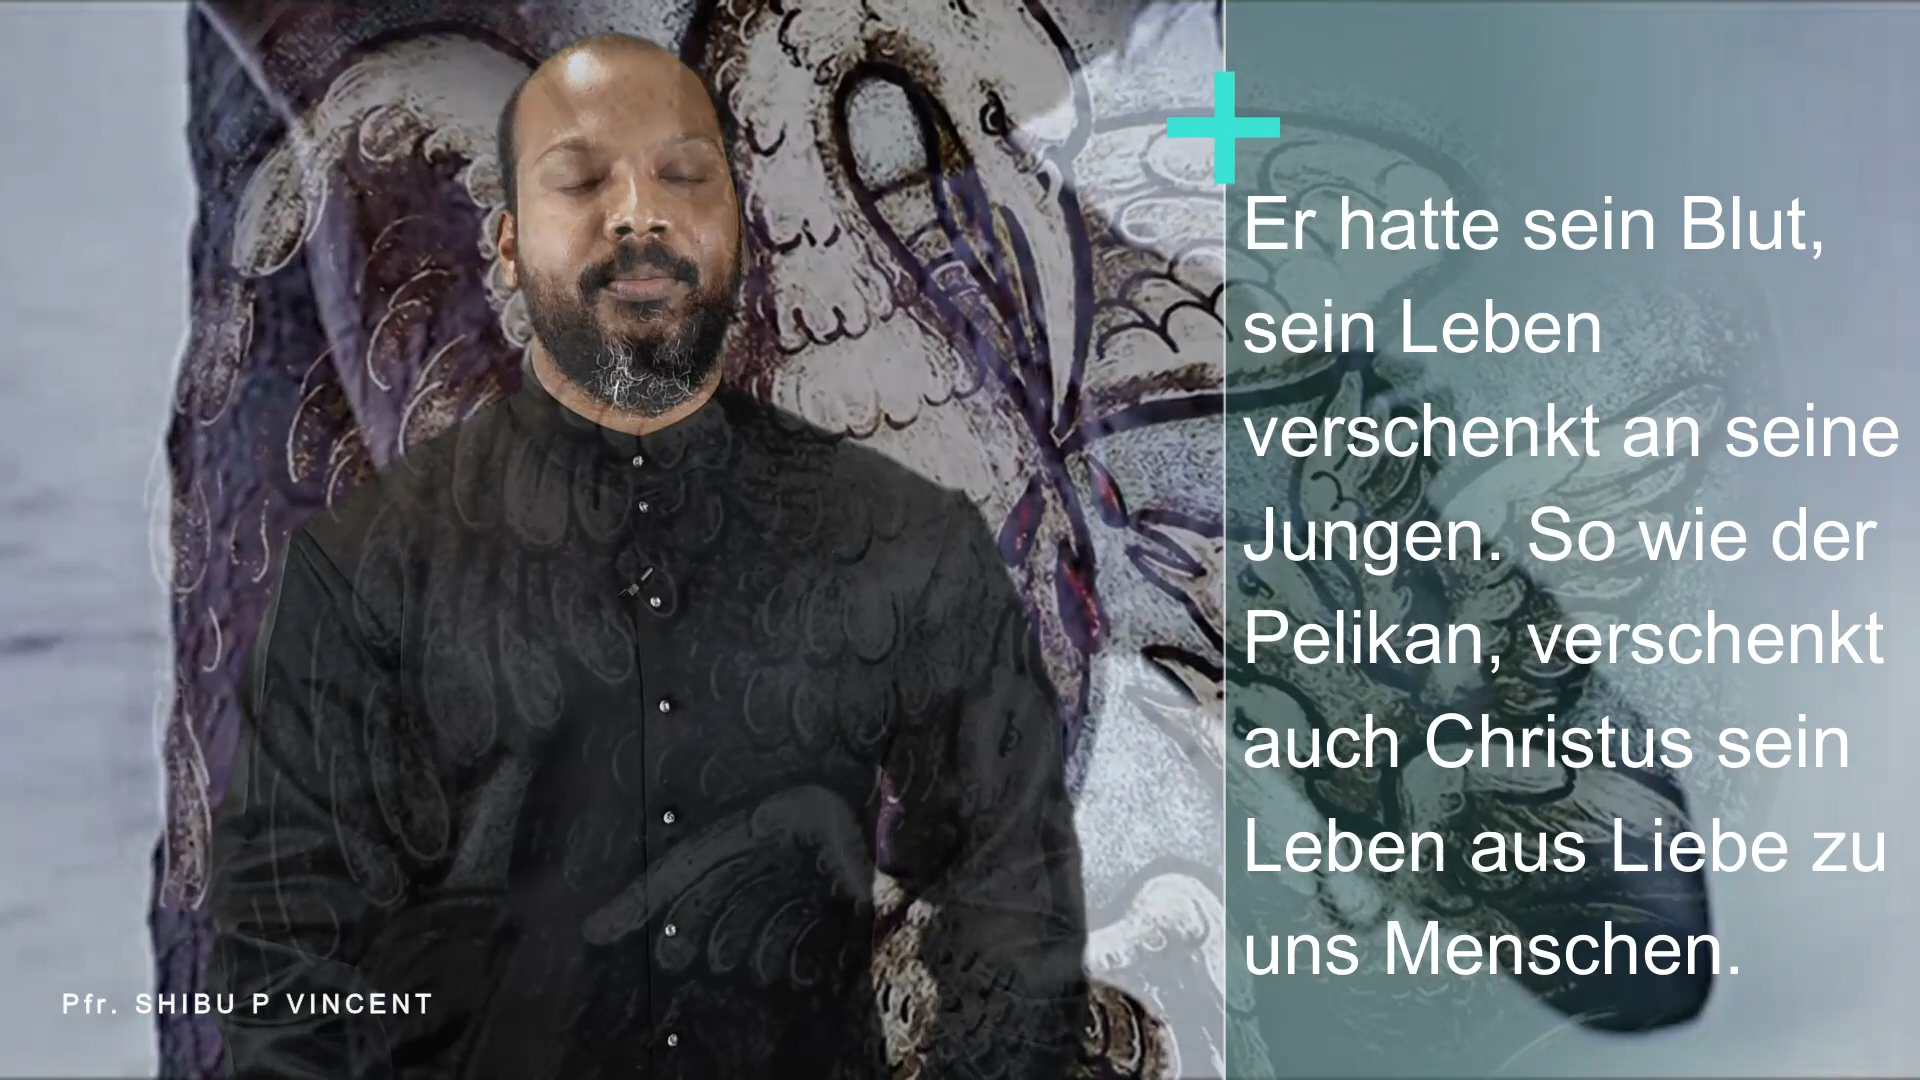 Er hatte sein Blut,
sein Leben
verschenkt an seine
Jungen. So wie der
Pelikan, verschenkt
auch Christus sein
Leben aus Liebe zu
uns Menschen.
Pfr. SHIBU P VINCENT